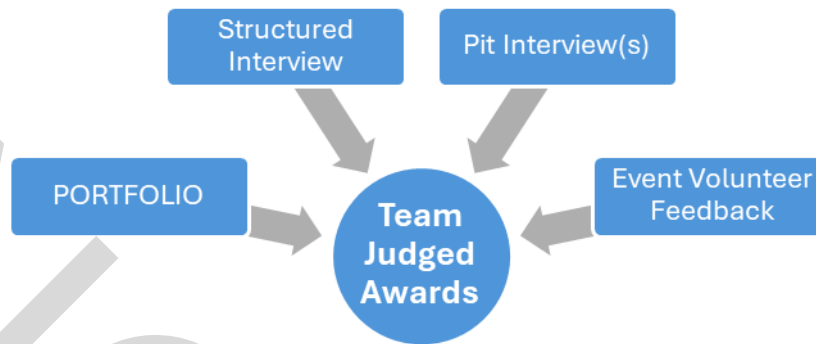 Structured
Interview
Pit Interview(s)
PORTFOLIO
Event Volunteer
Feedback
Team
Judged
Awards